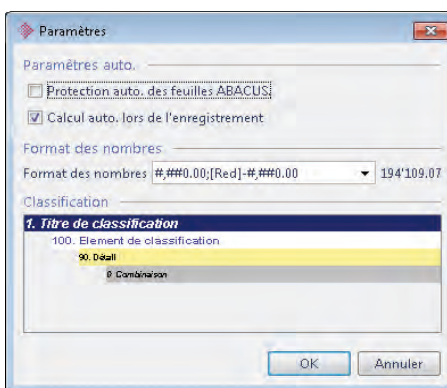 Paramètres
Paramètres auto.
Protection auto. des feuilles ABACUS
Calcul auto. lors de l'enregistrement
Format des nombres
Format des nombres #,##0.00;[Red]-#,##0.00 194'109.07
Classification
1. Titre de classification
100. Element de classification
90. Détail
0 Combinaison
OK Annuler